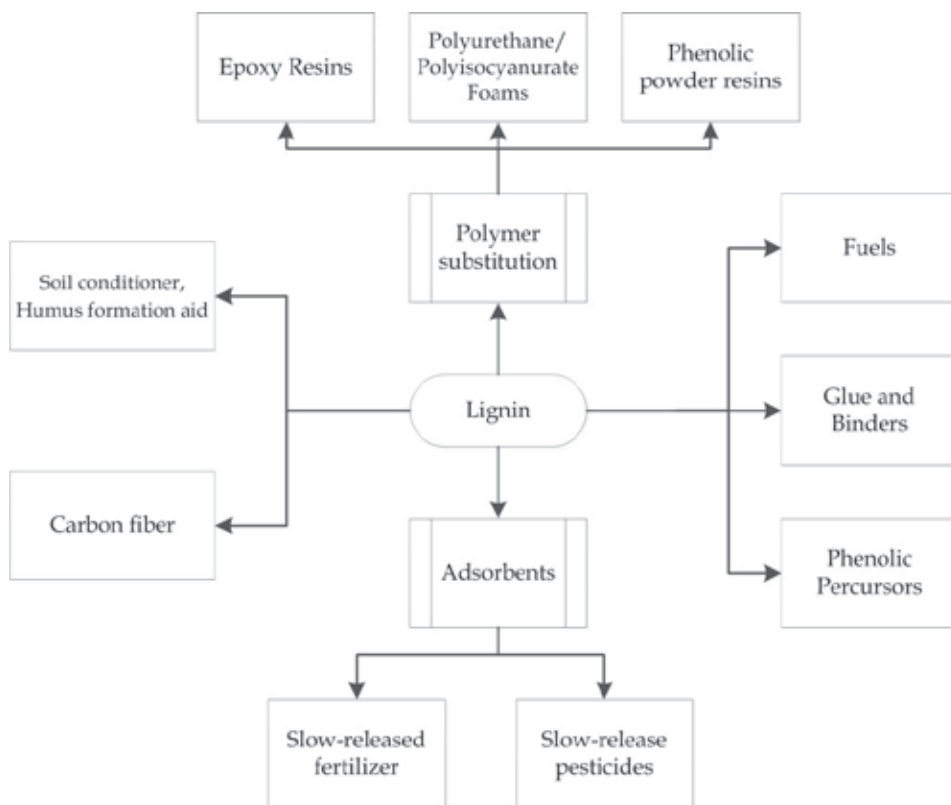 Epoxy Resins
Polyurethane/
Polyisocyanurate
Foams
Phenolic
powder resins
Polymer
substitution
Fuels
Soil conditioner,
Humus formation aid
Lignin
Glue and
Binders
Carbon fiber
Adsorbents
Phenolic
Percursors
Slow-released
fertilizer
Slow-release
pesticides